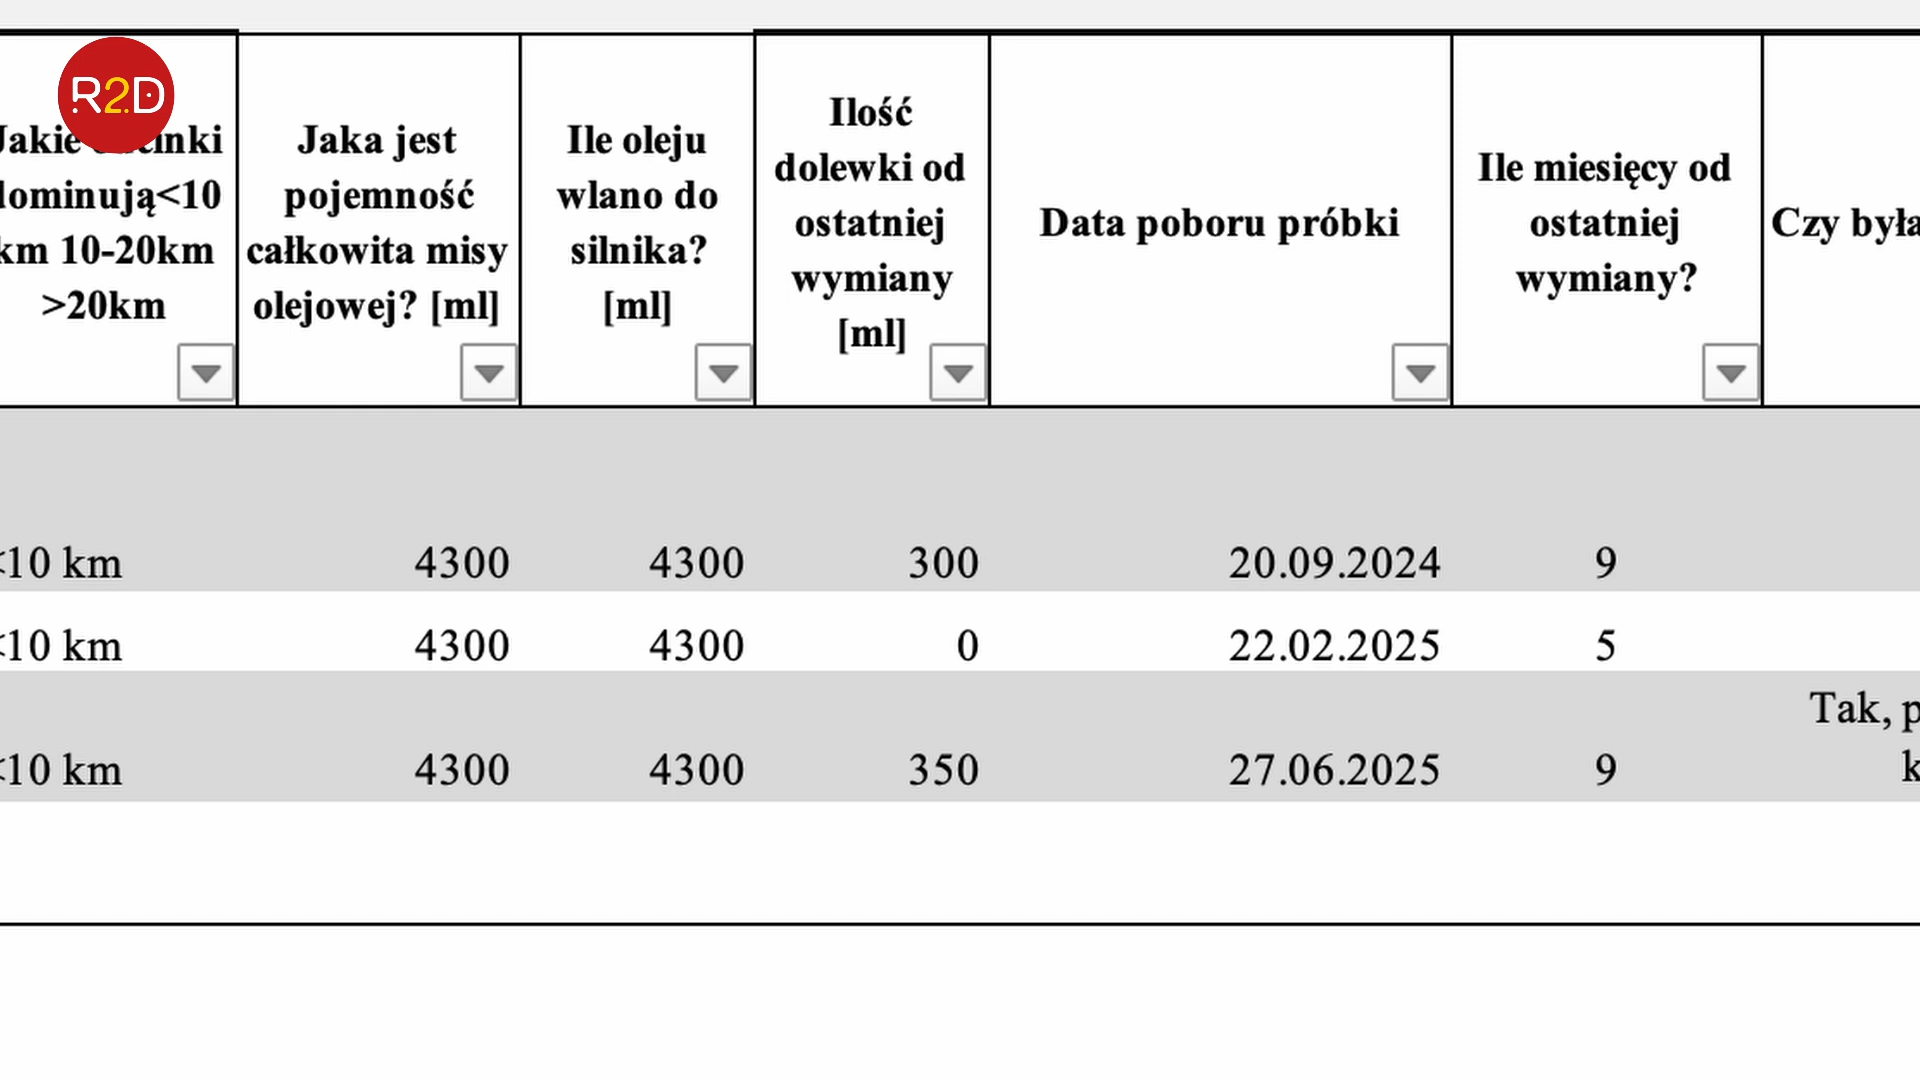 R2D
Jakie
dominują<10
km 10-20km
>20km
Jaka jest
pojemność
całkowita misy
olejowej? [ml]
Ile oleju
wlano do
silnika?
[ml]
Ilość
dolewki od
ostatniej
wymiany
[ml]
Data poboru próbki
Ile miesięcy od
ostatniej
wymiany?
Czy była
<10 km 4300 4300 300 20.09.2024 9
<10 km 4300 4300 0 22.02.2025 5
Tak, p
<10 km 4300 4300 350 27.06.2025 9 k